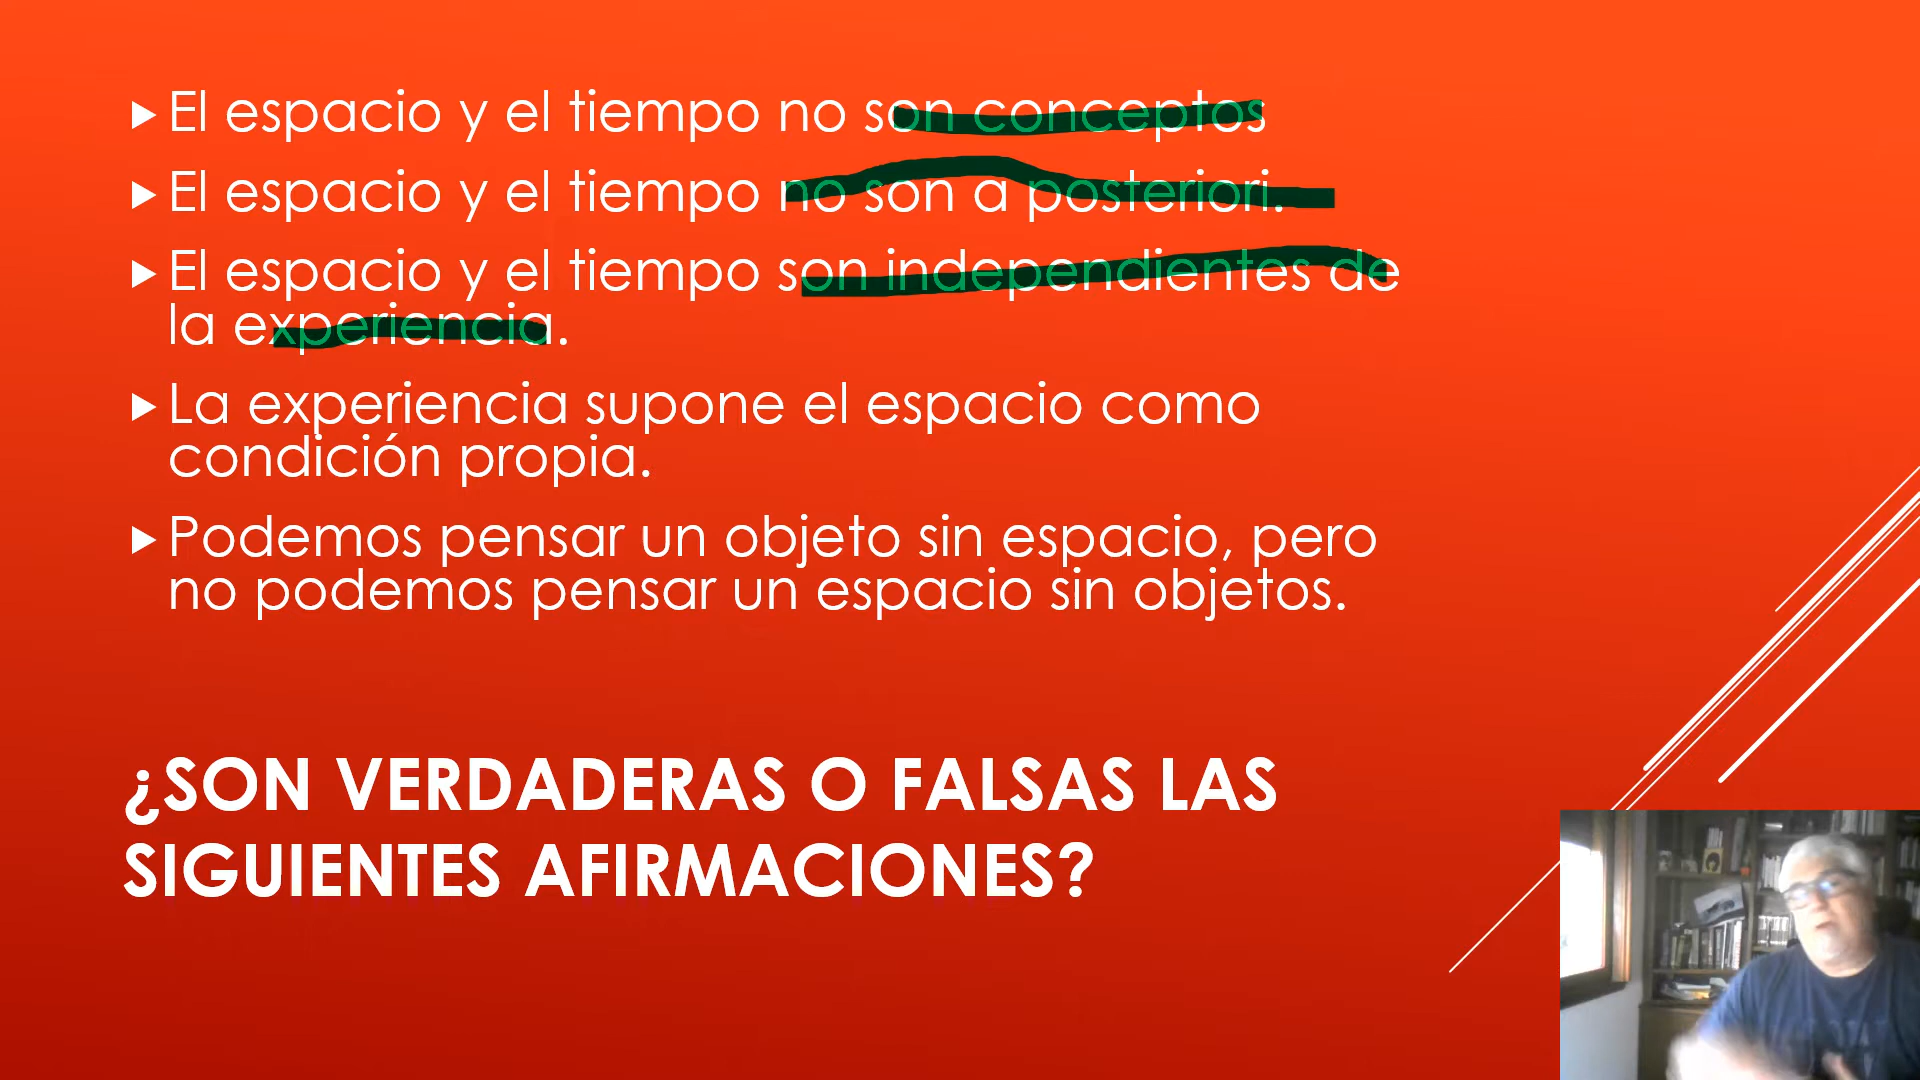 El espacio y el tiempo no son conceptos
El espacio y el tiempo no son a posteriori.
El espacio y el tiempo son independientes de
la experiencia.
La experiencia supone el espacio como
condición propia.
Podemos pensar un objeto sin espacio, pero
no podemos pensar un espacio sin objetos.
¿SON VERDADERAS O FALSAS LAS
SIGUIENTES AFIRMACIONES?